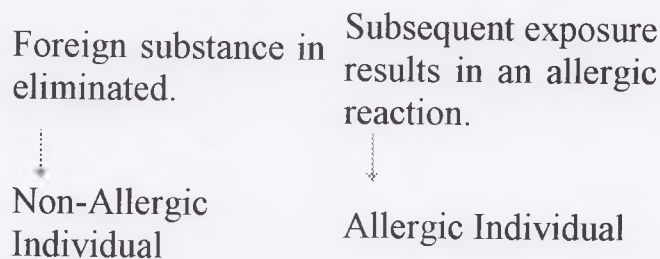 Foreign substance in
eliminated.
Subsequent exposure
results in an allergic
reaction.
Non-Allergic
Individual
Allergic Individual